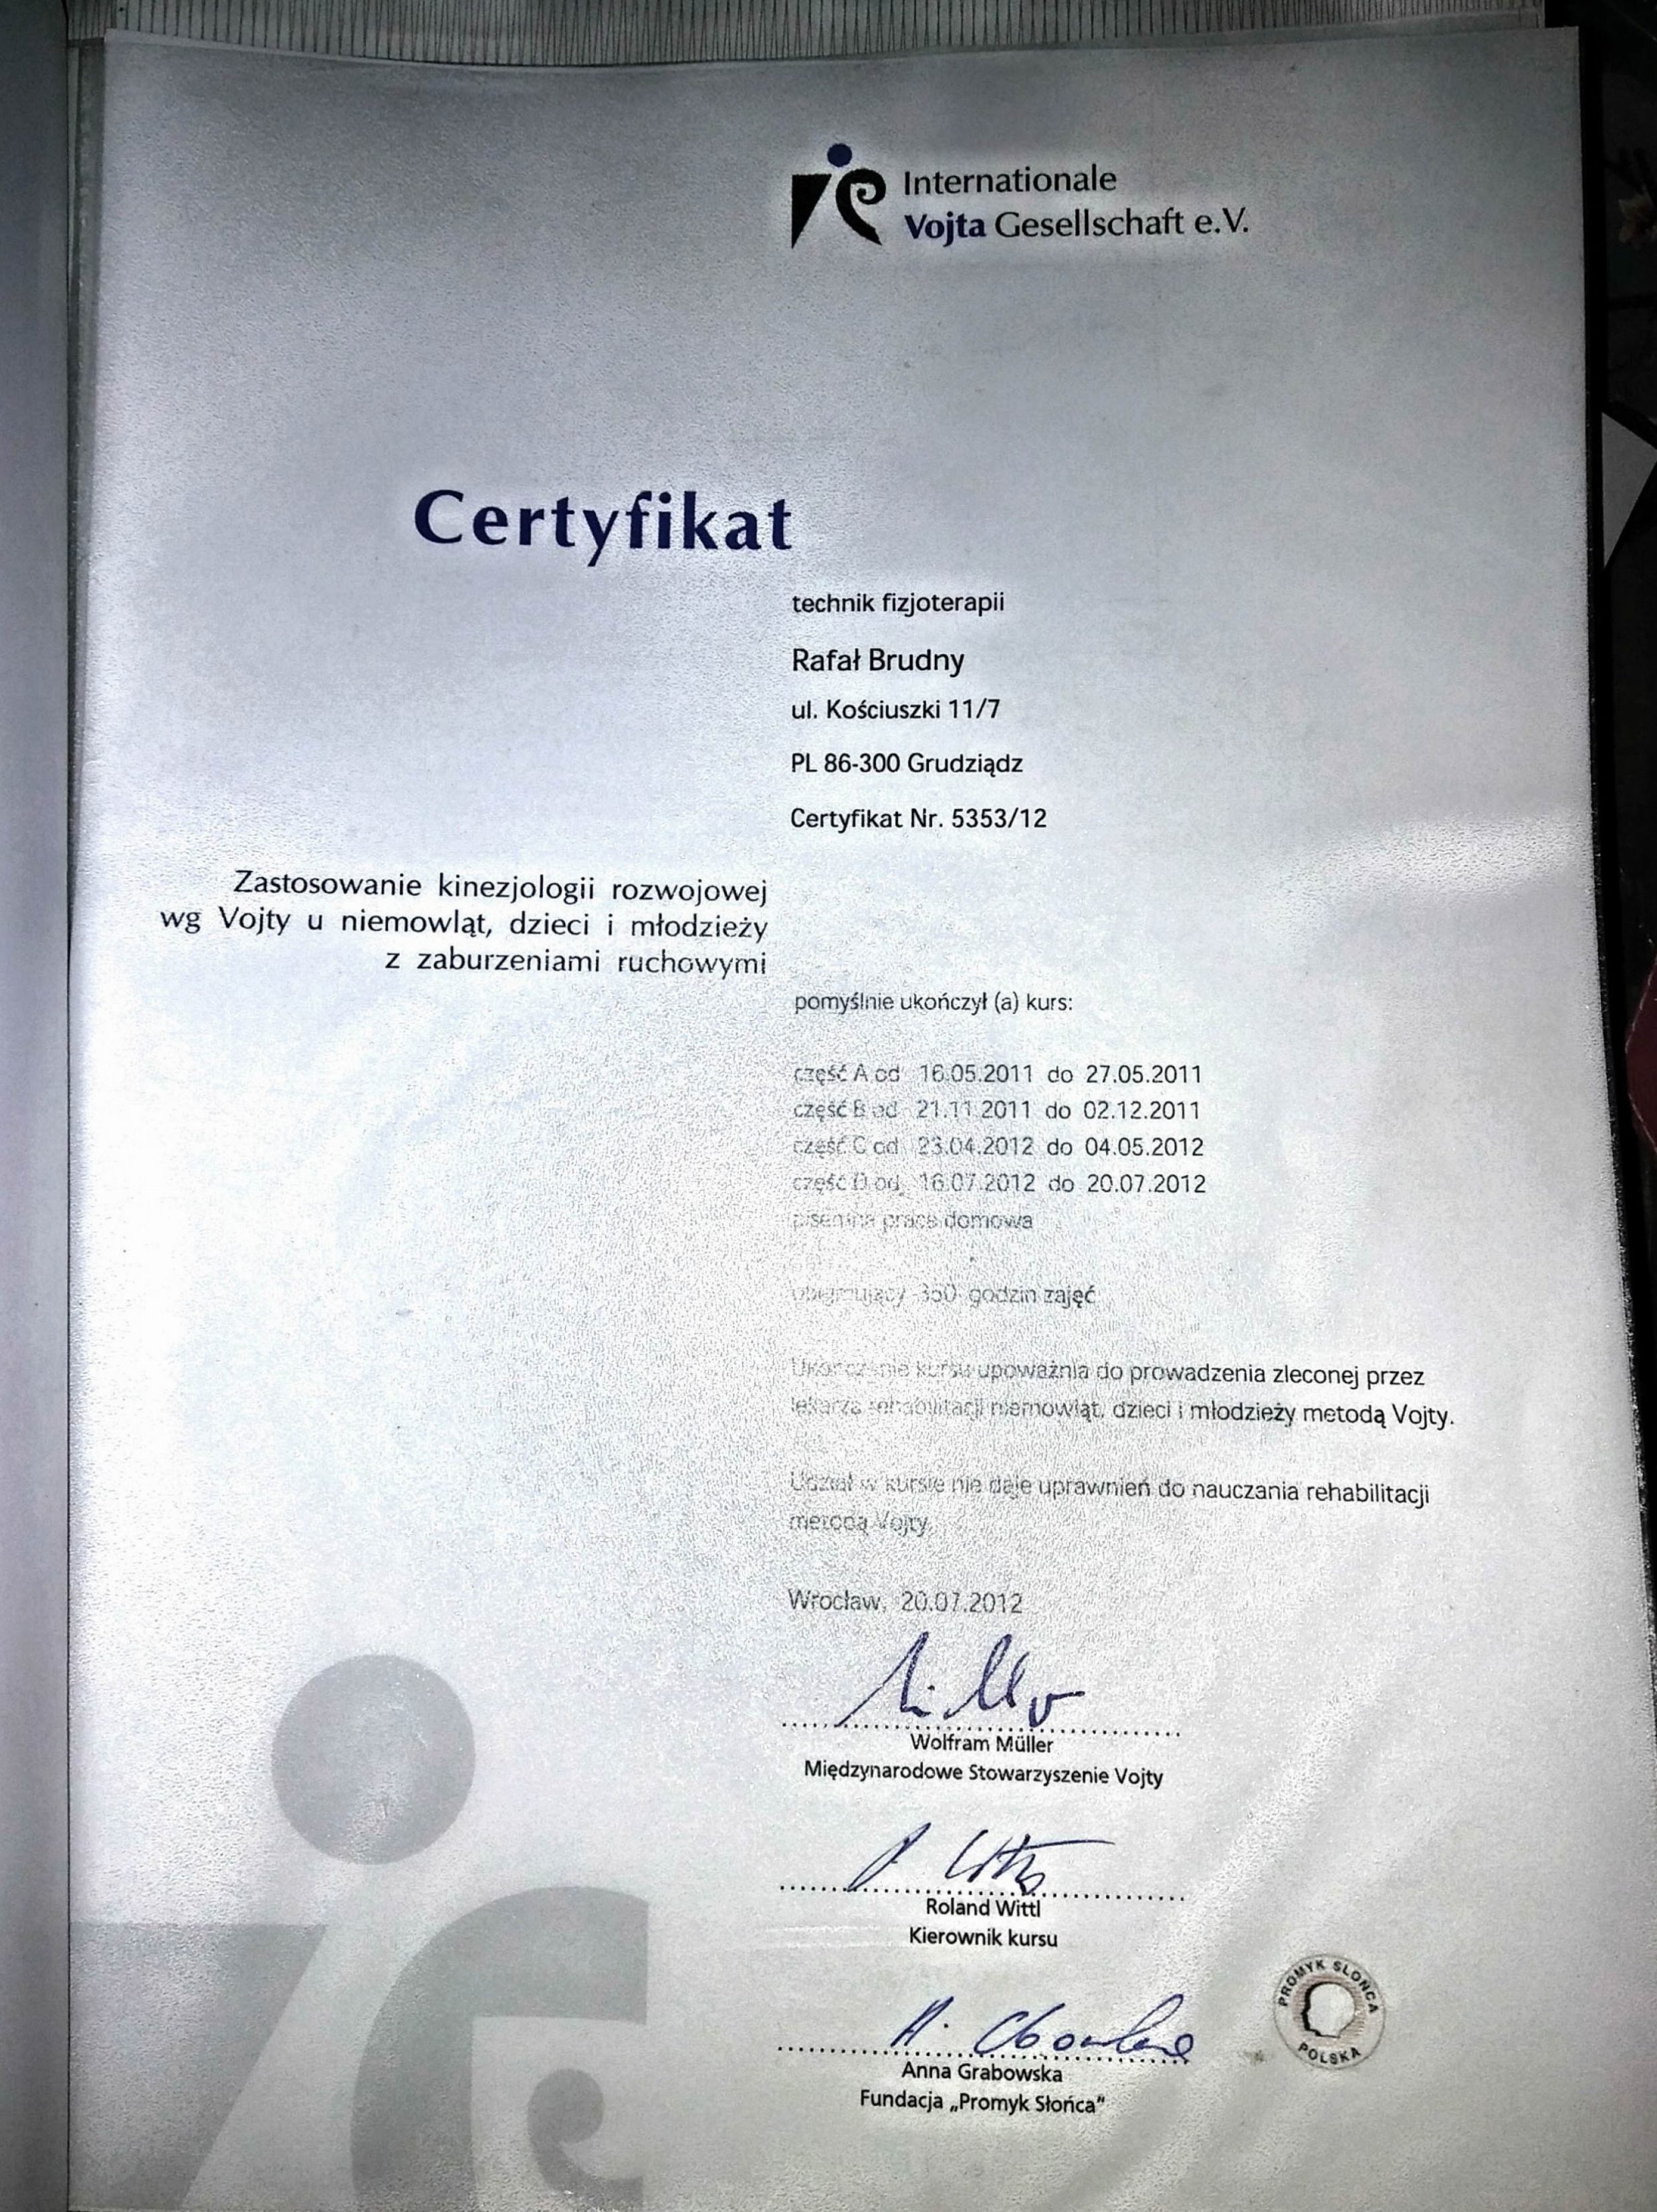 Internationale
Vojta Gesellschaft e.V.
Certyfikat
technik fizjoterapii
Rafał Brudny
ul. Kościuszki 11/7
PL 86-300 Grudziądz
Certyfikat Nr. 5353/12
Zastosowanie kinezjologii rozwojowej
wg Vojty u niemowląt, dzieci i młodzieży
z zaburzeniami ruchowymi
pomyślnie ukończył (a) kurs:
część A od 16.05.2011 do 27.05.2011
część B od 21.11.2011 do 02.12.2011
część C od 23.04.2012 do 04.05.2012
część D od 16.07.2012 do 20.07.2012
pisemna praca domowa
obejmujący 350 godzin zajęć
Ukończenie kursu upoważnia do prowadzenia zleconej przez
lekarza rehabilitacji niemowląt, dzieci i młodzieży metodą Vojty.
Udział w kursie nie daje uprawnień do nauczania rehabilitacji
metodą Vojty.
Wrocław, 20.07.2012
Wolfram Müller
Międzynarodowe Stowarzyszenie Vojty
Roland Wittl
Kierownik kursu
PROMYK SŁOŃCA
POLSKA
Anna Grabowska
Fundacja „Promyk Słońca"